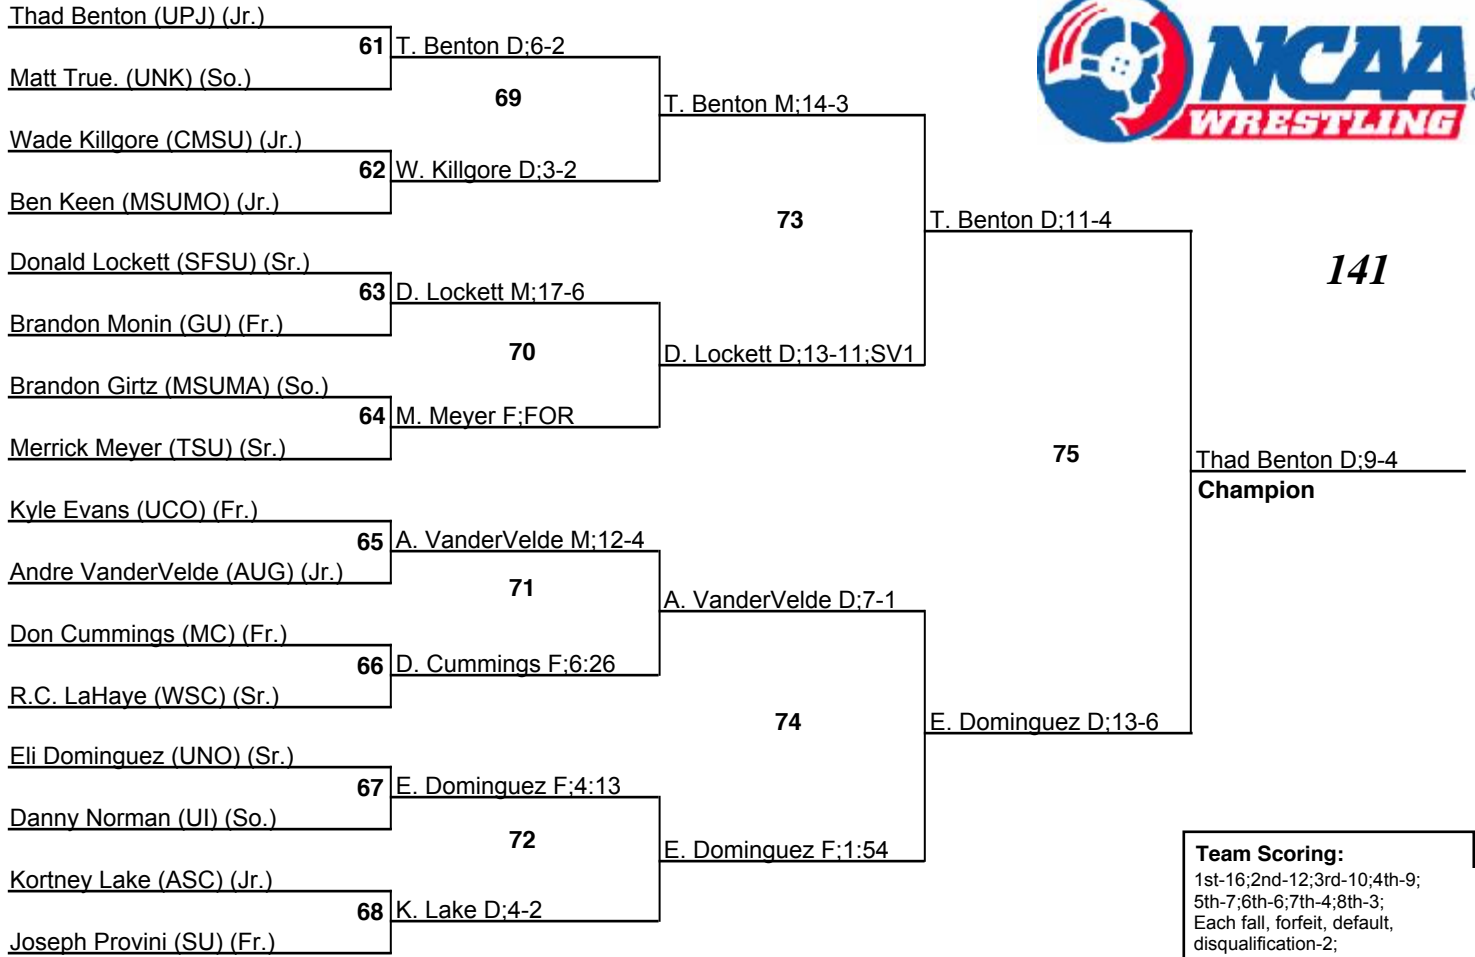 Thad Benton (UPJ) (Jr.)
61 T. Benton D;6-2
Matt True. (UNK) (So.)
69
T. Benton M;14-3
Wade Killgore (CMSU) (Jr.)
62 W. Killgore D;3-2
Ben Keen (MSUMO) (Jr.)
73
T. Benton D;11-4
Donald Lockett (SFSU) (Sr.)
63 D. Lockett M;17-6
Brandon Monin (GU) (Fr.)
70
D. Lockett D;13-11;SV1
Brandon Girtz (MSUMA) (So.)
64 M. Meyer F;FOR
Merrick Meyer (TSU) (Sr.)
75
Thad Benton D;9-4
Champion
Kyle Evans (UCO) (Fr.)
65 A. VanderVelde M;12-4
Andre VanderVelde (AUG) (Jr.)
71
A. VanderVelde D;7-1
Don Cummings (MC) (Fr.)
66 D. Cummings F;6:26
R.C. LaHaye (WSC) (Sr.)
74
E. Dominguez D;13-6
Eli Dominguez (UNO) (Sr.)
67 E. Dominguez F;4:13
Danny Norman (UI) (So.)
72
E. Dominguez F;1:54
Kortney Lake (ASC) (Jr.)
68 K. Lake D;4-2
Joseph Provini (SU) (Fr.)
NCAA
WRESTLING
141
Team Scoring:
1st-16;2nd-12;3rd-10;4th-9;
5th-7;6th-6;7th-4;8th-3;
Each fall, forfeit, default,
disqualification-2;